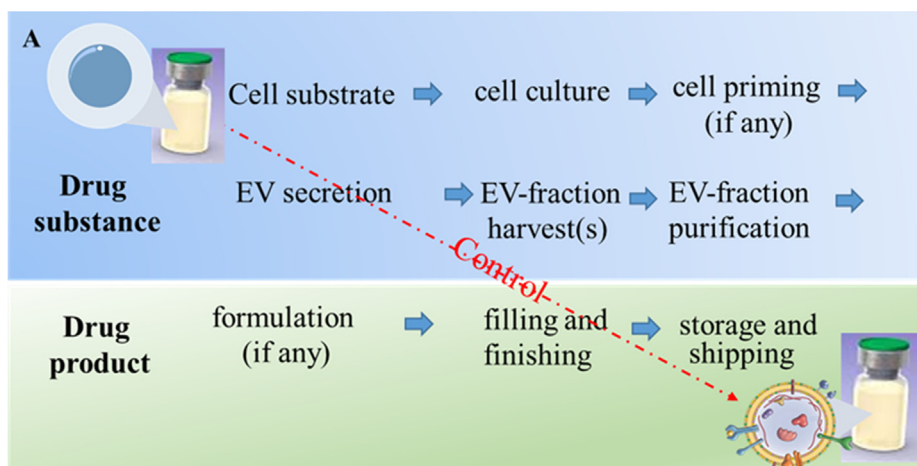 A
Cell substrate
cell culture
cell priming
(if any)
Drug
substance
EV secretion
EV-fraction
harvest(s)
EV-fraction
purification
Control
Drug
product
formulation
(if any)
filling and
finishing
storage and
shipping